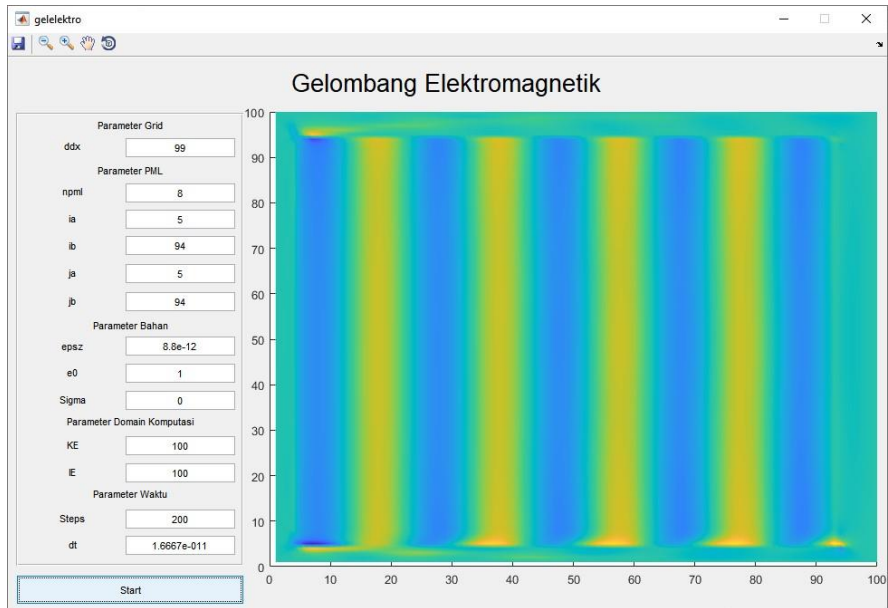 gelelektro
Gelombang Elektromagnetik
Parameter Grid
ddx 99
Parameter PML
npml 8
ia 5
ib 94
ja 5
jb 94
Parameter Bahan
epsz 8.8e-12
e0 1
Sigma 0
Parameter Domain Komputasi
KE 100
IE 100
Parameter Waktu
Steps 200
dt 1.6667e-011
Start
100
90
80
70
60
50
40
30
20
10
0
0 10 20 30 40 50 60 70 80 90 100